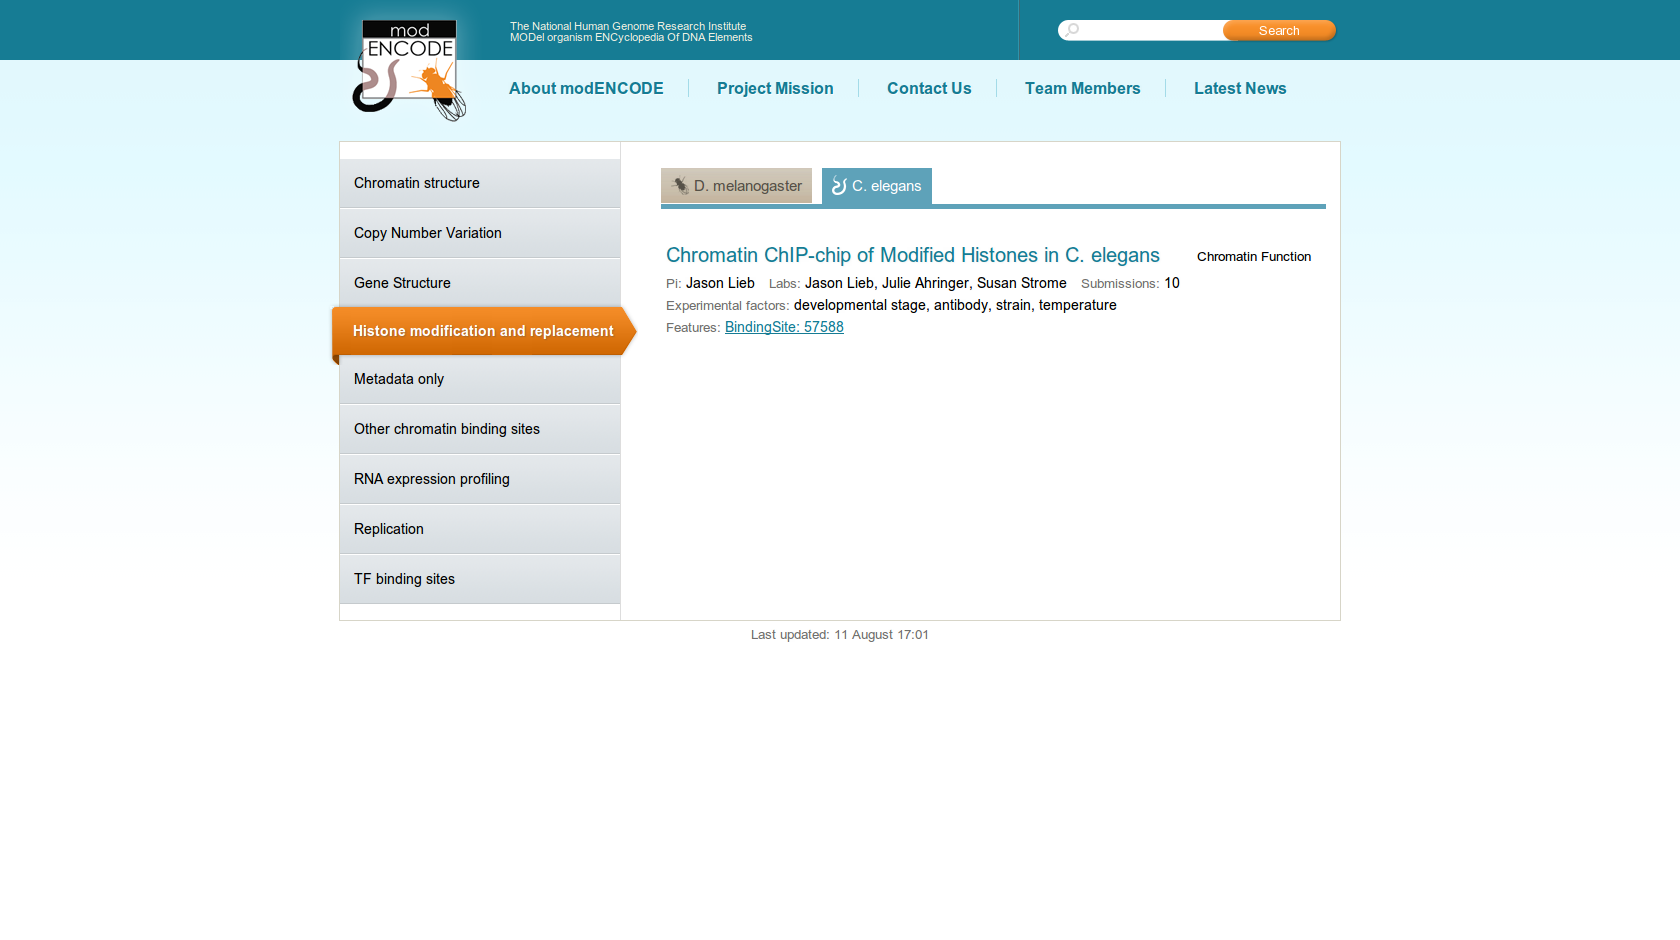 mod
ENCODE
The National Human Genome Research Institute
MODel organism ENCyclopedia Of DNA Elements
Search
About modENCODE
Project Mission
Contact Us
Team Members
Latest News
Chromatin structure
Copy Number Variation
Gene Structure
Histone modification and replacement
Metadata only
Other chromatin binding sites
RNA expression profiling
Replication
TF binding sites
D. melanogaster
C. elegans
Chromatin ChIP-chip of Modified Histones in C. elegans
Chromatin Function
Pi: Jason Lieb Labs: Jason Lieb, Julie Ahringer, Susan Strome Submissions: 10
Experimental factors: developmental stage, antibody, strain, temperature
Features: BindingSite: 57588
Last updated: 11 August 17:01